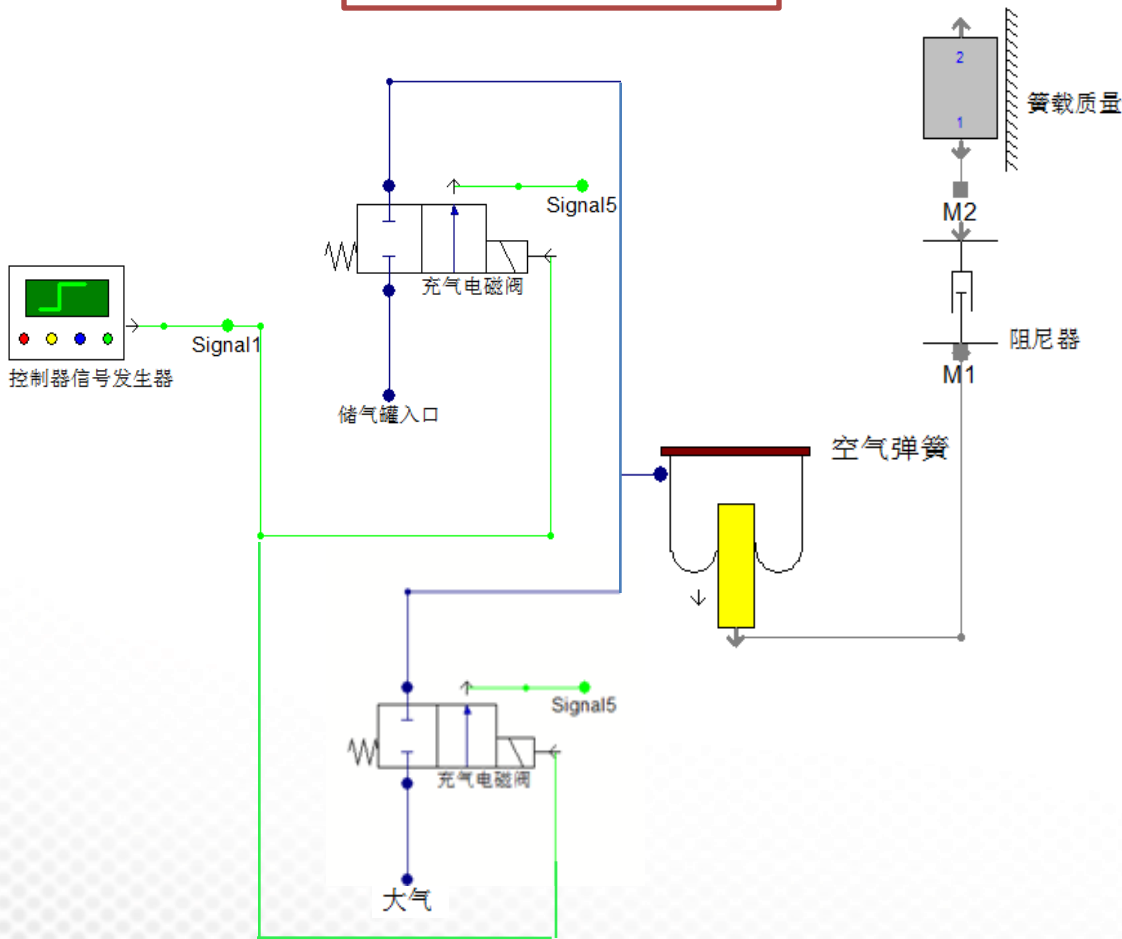 2
1
簧载质量
Signal5
M2
充气电磁阀
Signal1
阻尼器
M1
控制器信号发生器
储气罐入口
空气弹簧
Signal5
充气电磁阀
大气